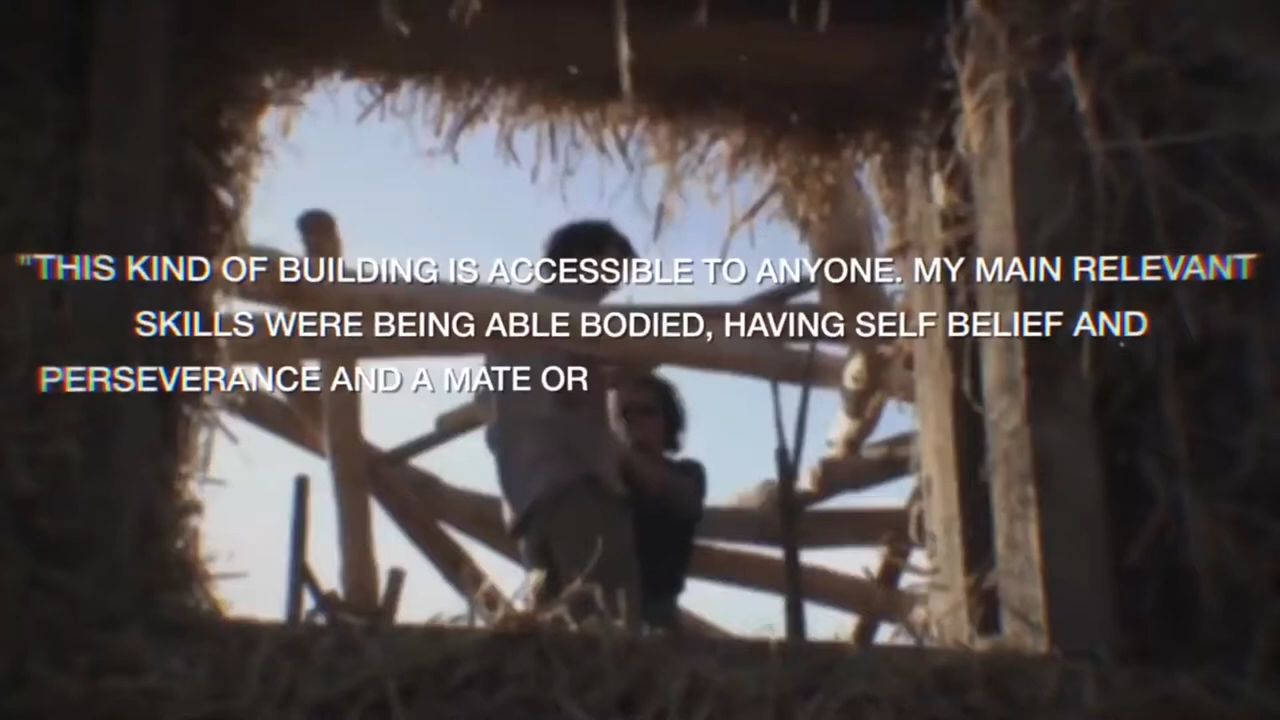 "THIS KIND OF BUILDING IS ACCESSIBLE TO ANYONE. MY MAIN RELEVANT
SKILLS WERE BEING ABLE BODIED, HAVING SELF BELIEF AND
PERSEVERANCE AND A MATE OR